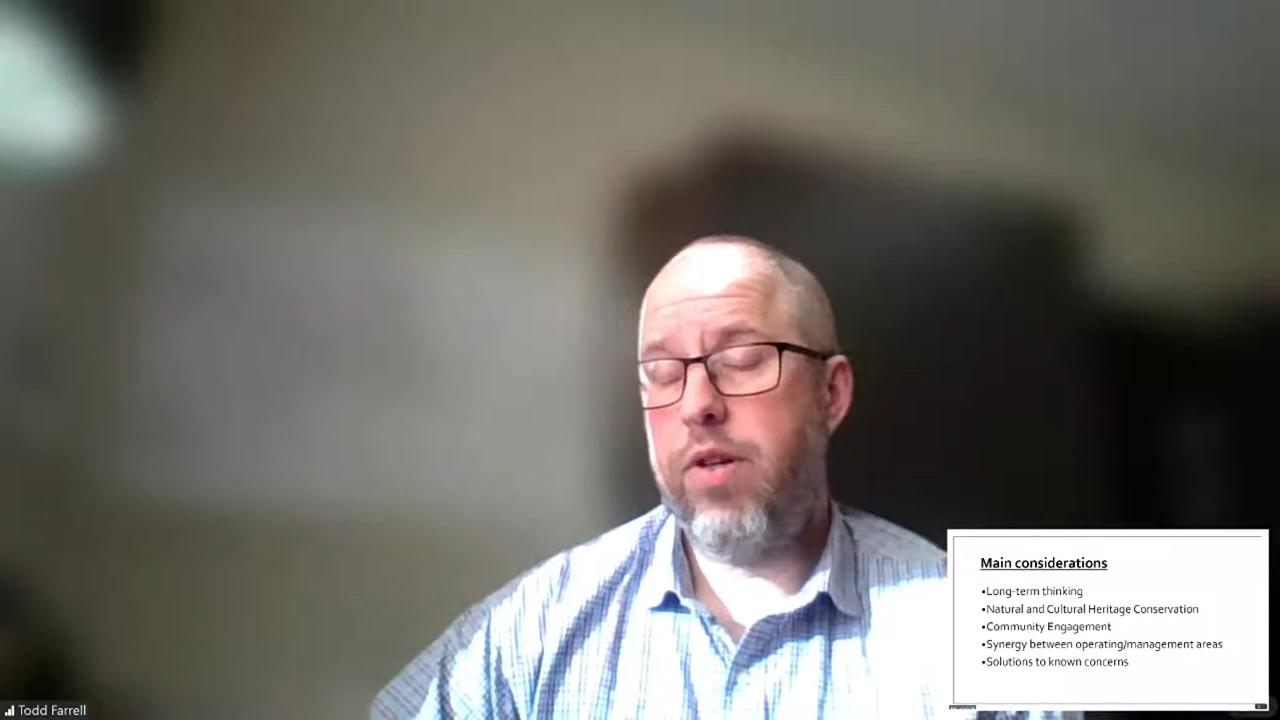 Main considerations
•Long-term thinking
•Natural and Cultural Heritage Conservation
•Community Engagement
•Synergy between operating/management areas
•Solutions to known concerns
Todd Farrell